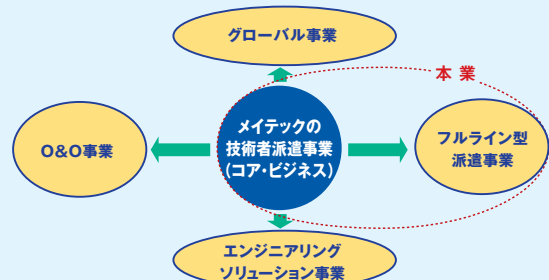 グローバル事業
本業
メイテックの
技術者派遣事業
(コア・ビジネス)
O&O事業
フルライン型
派遣事業
エンジニアリング
ソリューション事業